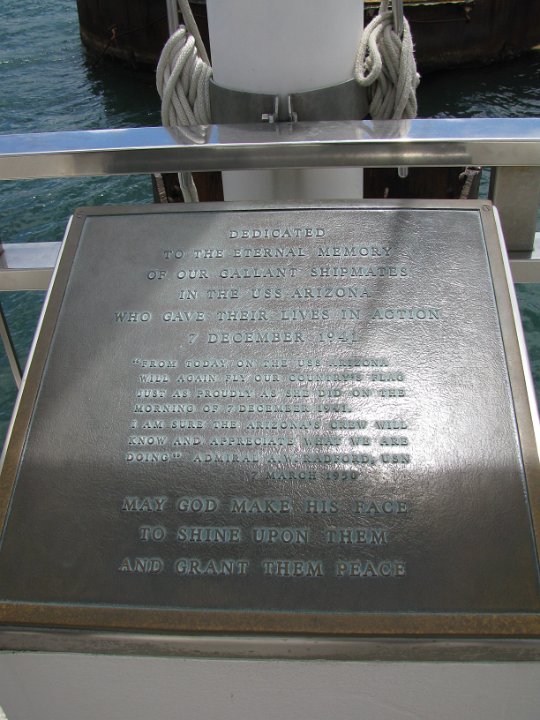 DEDICATED
TO THE ETERNAL MEMORY
OF OUR GALLANT SHIPMATES
IN THE USS ARIZONA
WHO GAVE THEIR LIVES IN ACTION
7 DECEMBER 1941
"FROM TODAY ON THE USS ARIZONA
WILL AGAIN FLY OUR COUNTRY'S FLAG
JUST AS PROUDLY AS SHE DID ON THE
MORNING OF 7 DECEMBER 1941.
I AM SURE THE ARIZONA'S CREW WILL
KNOW AND APPRECIATE WHAT WE ARE
DOING" ADMIRAL A.W. RADFORD, USN
7 MARCH 1950
MAY GOD MAKE HIS FACE
TO SHINE UPON THEM
AND GRANT THEM PEACE